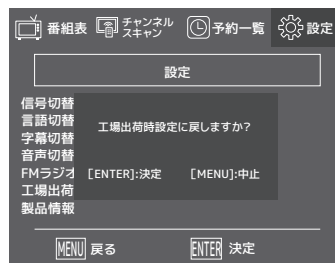 番組表 チャンネルスキャン 予約一覧 設定
設定
信号切替
言語切替
字幕切替
音声切替
FMラジオ
工場出荷
製品情報
工場出荷時設定に戻しますか?
[ENTER]:決定 [MENU]:中止
MENU 戻る ENTER 決定